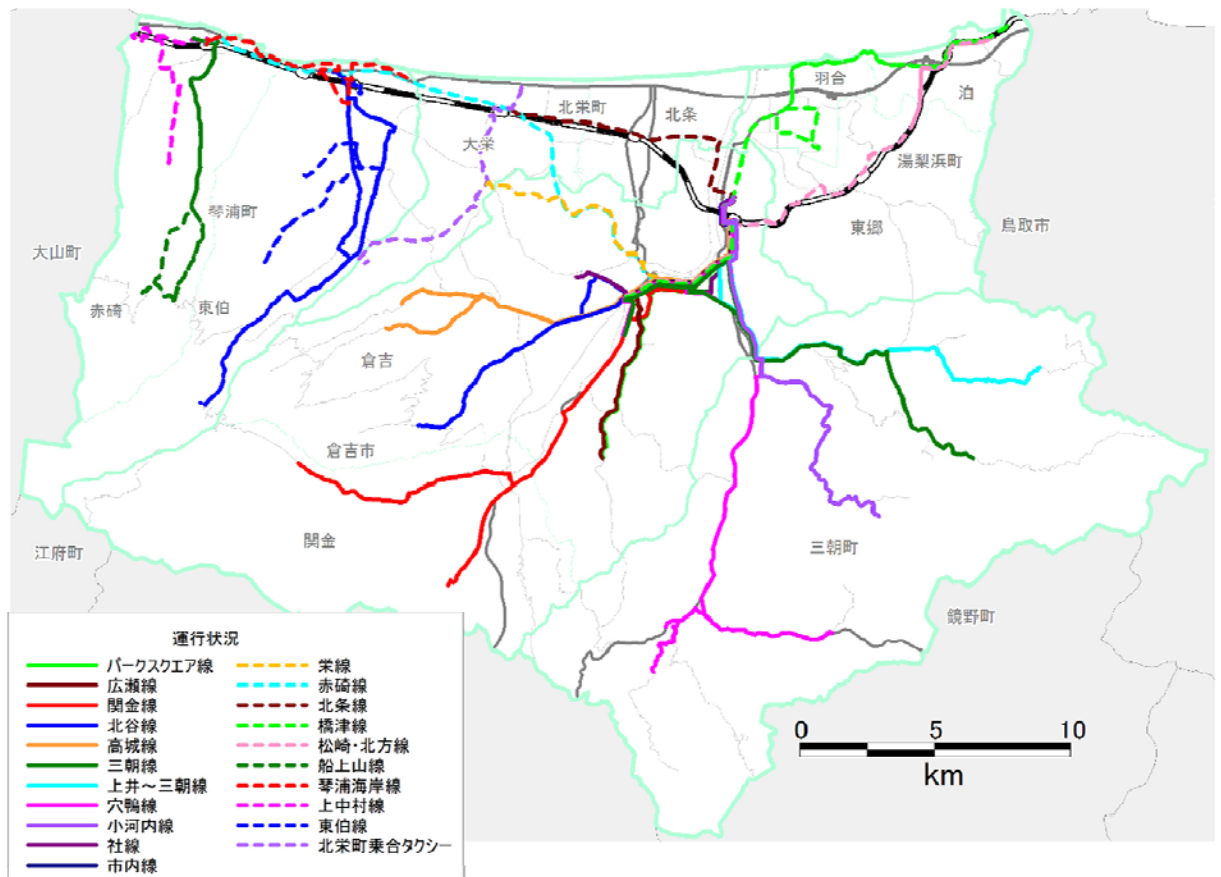 羽合
泊
北栄町
北条
大栄
湯梨浜町
琴浦町
東郷
鳥取市
大山町
赤碕
東伯
倉吉
倉吉市
関金
三朝町
江府町
鏡野町
運行状況
パークスクエア線
広瀬線
関金線
北谷線
高城線
三朝線
上井~三朝線
穴鴨線
小河内線
社線
市内線
栄線
赤碕線
北条線
橋津線
松崎・北方線
船上山線
琴浦海岸線
上中村線
東伯線
北栄町乗合タクシー
0 5 10
km